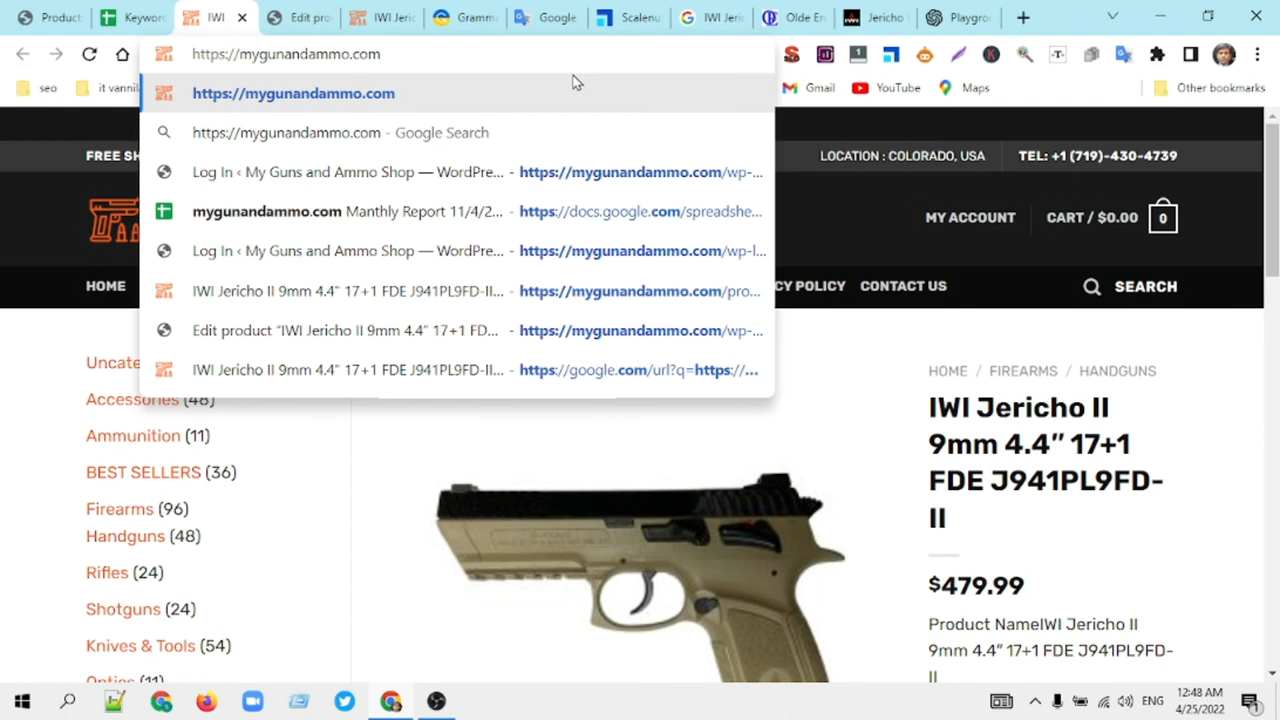 Product
Keyword
IWI
Edit pro
IWI Jeric
Gramma
Google
Scalenu
IWI Jeri
Olde En
Jericho
Playgro
https://mygunandammo.com
seo
it vannil
Gmail
YouTube
Maps
Other bookmarks
https://mygunandammo.com
https://mygunandammo.com - Google Search
Log In ‹ My Guns and Ammo Shop — WordPre... - https://mygunandammo.com/wp-...
mygunandammo.com Manthly Report 11/4/2... - https://docs.google.com/spreadshe...
Log In ‹ My Guns and Ammo Shop — WordPre... - https://mygunandammo.com/wp-l...
IWI Jericho II 9mm 4.4" 17+1 FDE J941PL9FD-II... - https://mygunandammo.com/pro...
Edit product "IWI Jericho II 9mm 4.4" 17+1 FD... - https://mygunandammo.com/wp-...
IWI Jericho II 9mm 4.4" 17+1 FDE J941PL9FD-II... - https://google.com/url?q=https://...
FREE SH
LOCATION : COLORADO, USA
TEL: +1 (719)-430-4739
MY ACCOUNT
CART / $0.00
0
HOME
CY POLICY
CONTACT US
SEARCH
Uncate
Accessories (48)
Ammunition (11)
BEST SELLERS (36)
Firearms (96)
Handguns (48)
Rifles (24)
Shotguns (24)
Knives & Tools (54)
Optics (11)
HOME / FIREARMS / HANDGUNS
IWI Jericho II
9mm 4.4″ 17+1
FDE J941PL9FD-
II
$479.99
Product NameIWI Jericho II
9mm 4.4" 17+1 FDE J941PL9FD-
II
ENG
12:48 AM
4/25/2022